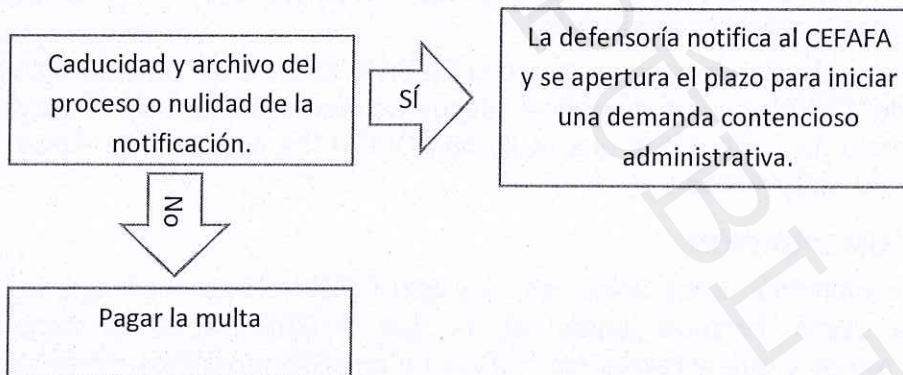 Caducidad y archivo del
proceso o nulidad de la
notificación.
SÍ
La defensoría notifica al CEFAFA
y se apertura el plazo para iniciar
una demanda contencioso
administrativa.
No
Pagar la multa